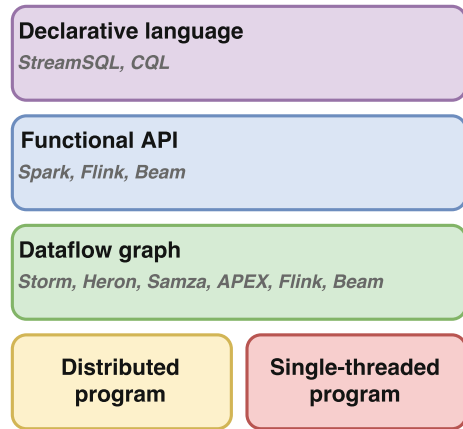 Declarative language
StreamSQL, CQL
Functional API
Spark, Flink, Beam
Dataflow graph
Storm, Heron, Samza, APEX, Flink, Beam
Distributed
program
Single-threaded
program